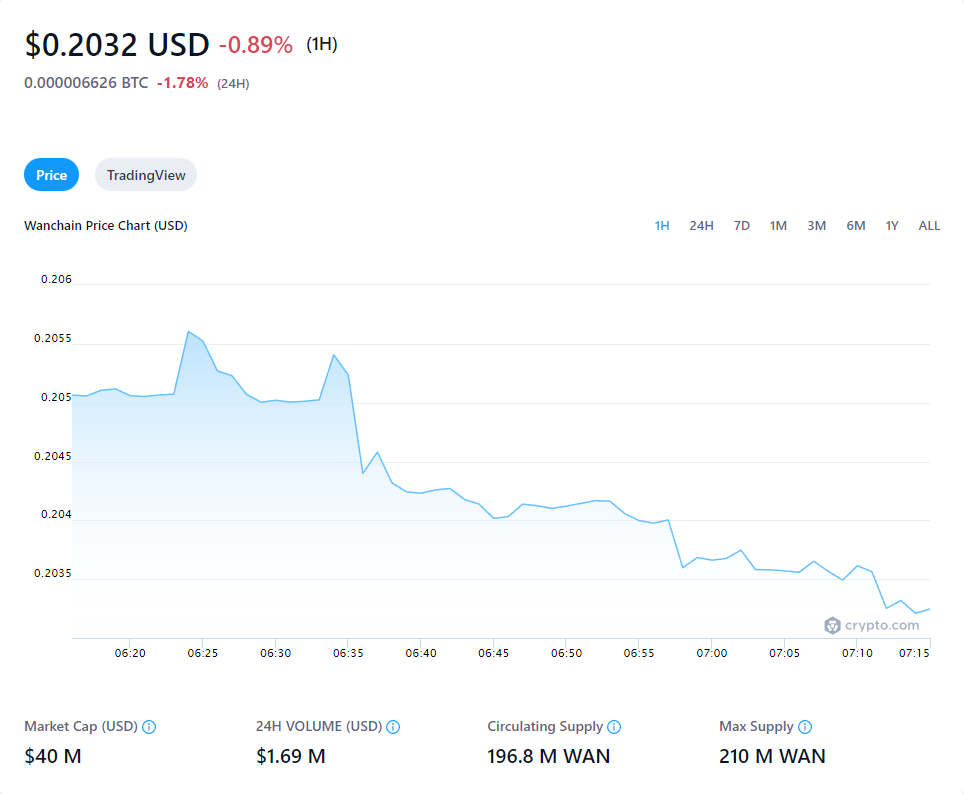 $0.2032 USD -0.89% (1H)
0.000006626 BTC -1.78% (24H)
Price TradingView
Wanchain Price Chart (USD) 1H 24H 7D 1M 3M 6M 1Y ALL
0.206
0.2055
0.205
0.2045
0.204
0.2035
crypto.com
06:20 06:25 06:30 06:35 06:40 06:45 06:50 06:55 07:00 07:05 07:10 07:15
Market Cap (USD) 24H VOLUME (USD) Circulating Supply Max Supply
$40 M $1.69 M 196.8 M WAN 210 M WAN